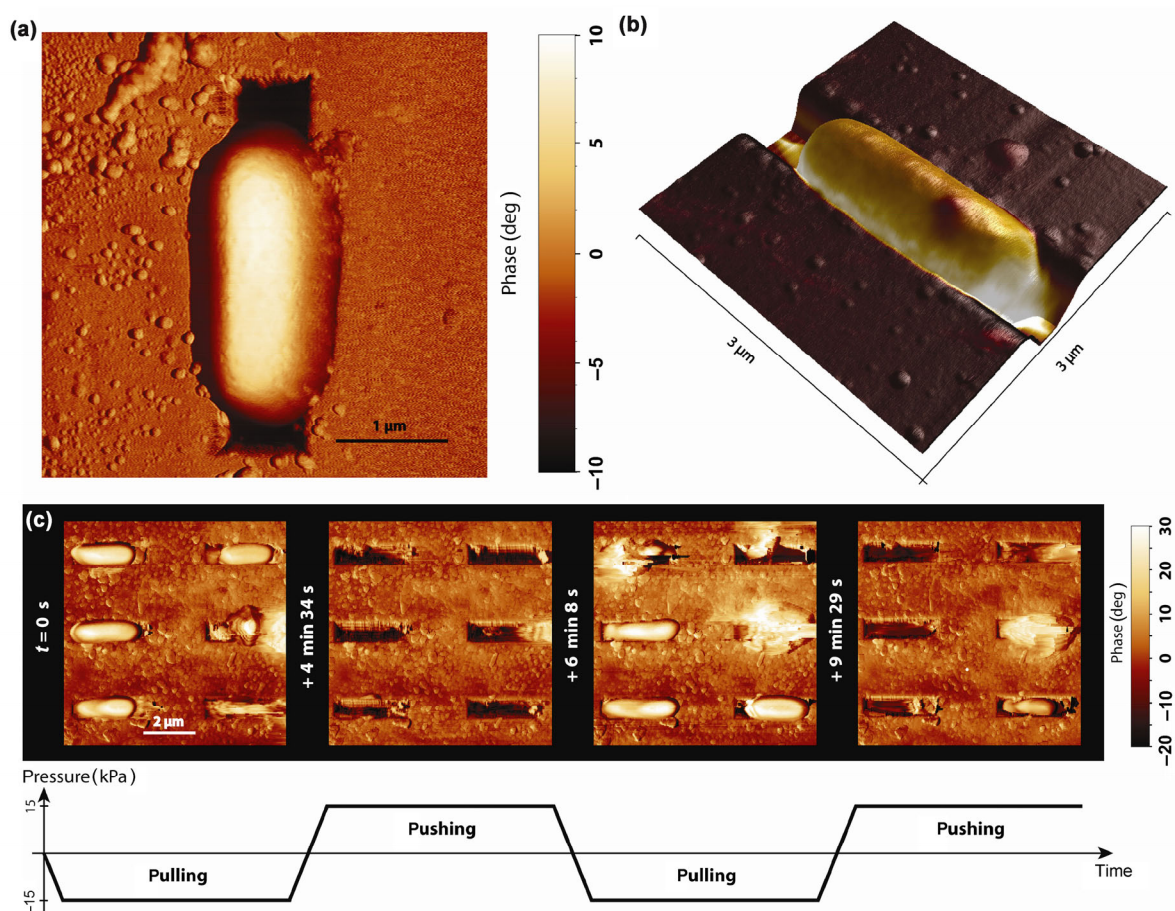 (a)
10
5
0
−5
−10
Phase (deg)
1 µm
(b)
3 µm
3 µm
(c)
t = 0 s
+ 4 min 34 s
+ 6 min 8 s
+ 9 min 29 s
2 µm
30
20
10
0
−10
−20
Phase (deg)
Pressure (kPa)
15
−15
Pulling
Pushing
Pulling
Pushing
Time